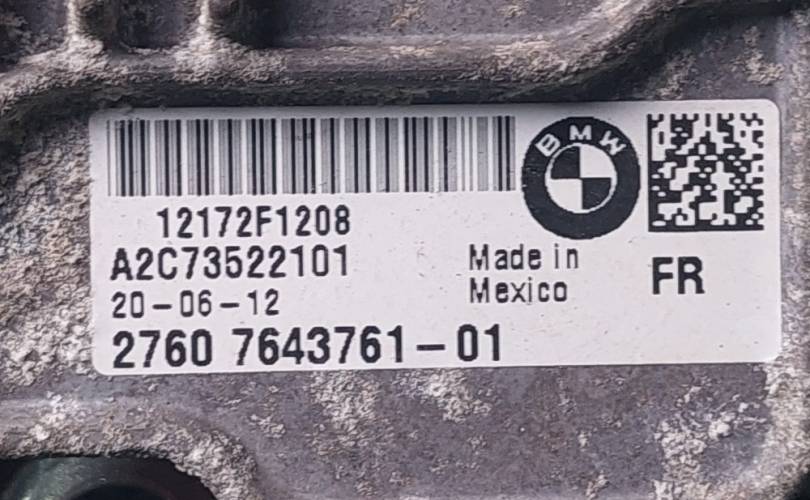 BMW
12172F1208
A2C73522101
Made in
Mexico
FR
20-06-12
2760 7643761-01